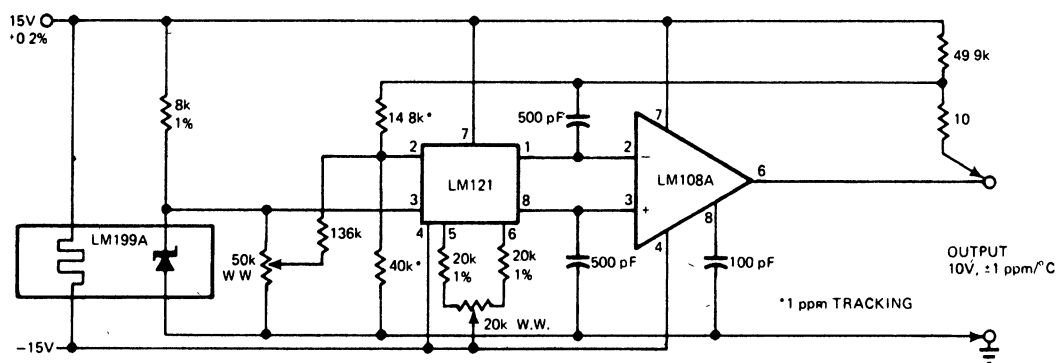 15V
+0 2%
49 9k
8k
1%
14 8k*
500 pF
7
7
10
2
1
2
−
6
LM121
LM108A
3
8
3
+
8
LM199A
4
5
6
4
136k
50k
W W
40k*
20k
1%
20k
1%
500 pF
100 pF
OUTPUT
10V, ±1 ppm/°C
*1 ppm TRACKING
20k W.W.
−15V